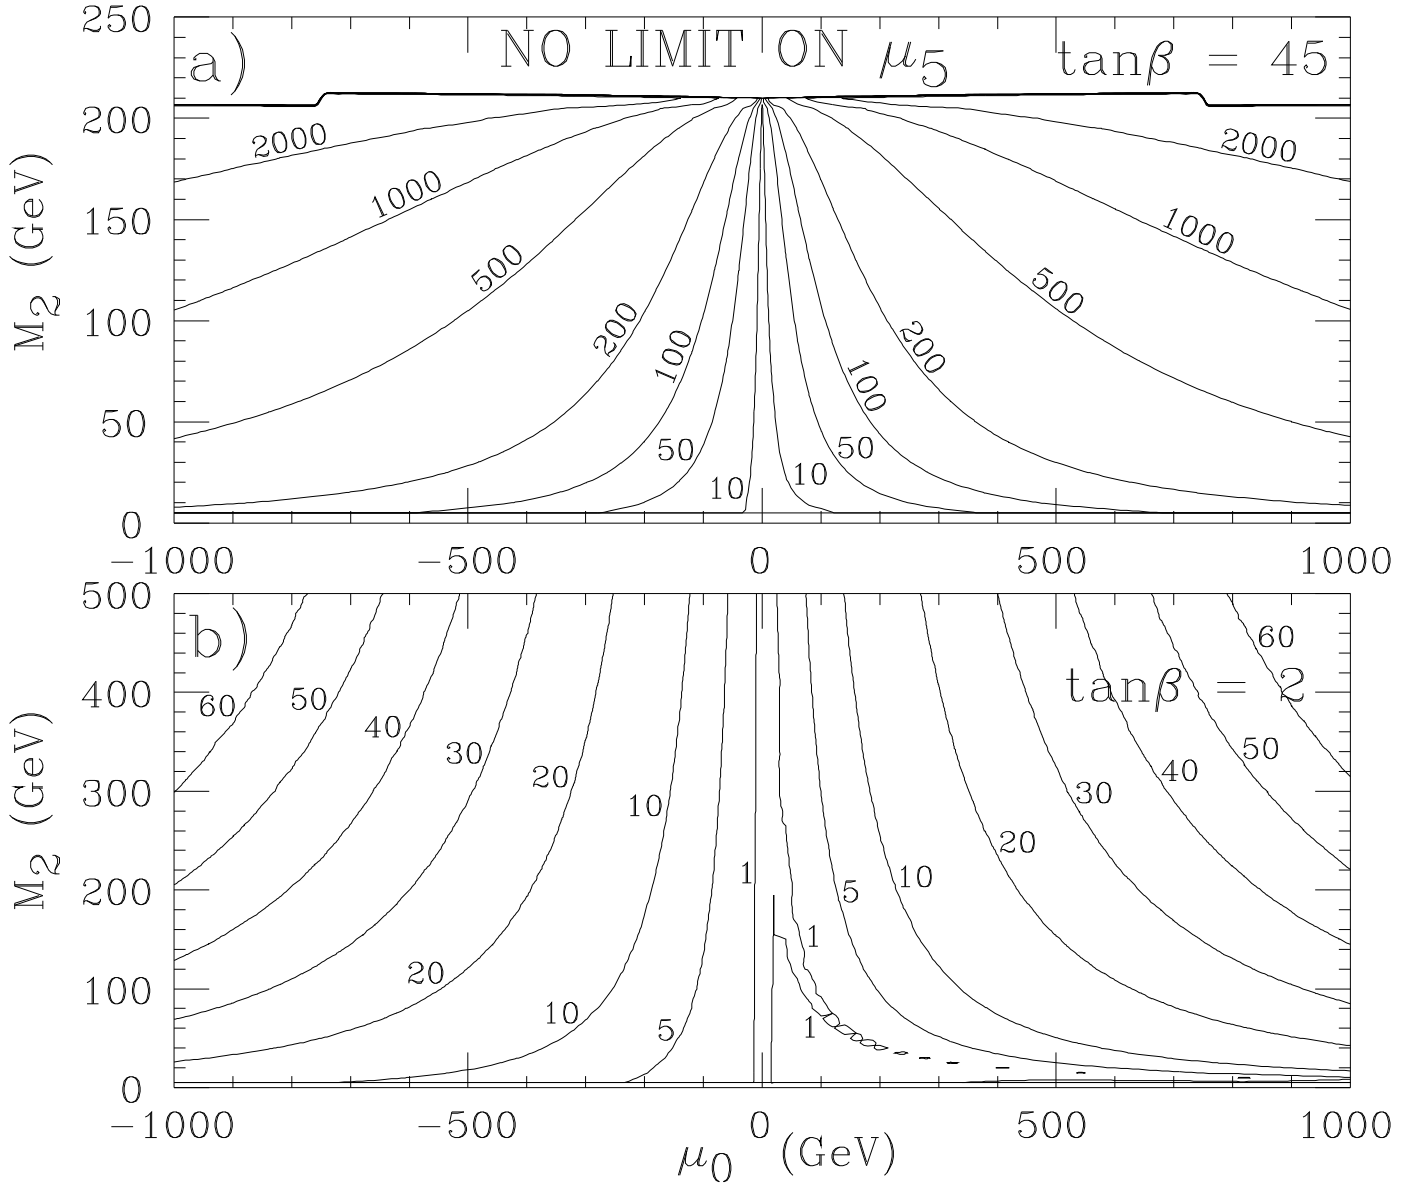 250
a) NO LIMIT ON μ5 tanβ = 45
200
2000 2000
1000 1000
150
500 500
M2 (GeV)
100
200 200
100 100
50
50 50
10 10
0
-1000 -500 0 500 1000
500
b)
60
60 50 400 tanβ = 2
40 50
30 40
20 30
300
10 20
M2 (GeV)
1 5 10
200
1
20
100
10 5 1
0
-1000 -500 0 500 1000
μ0 (GeV)